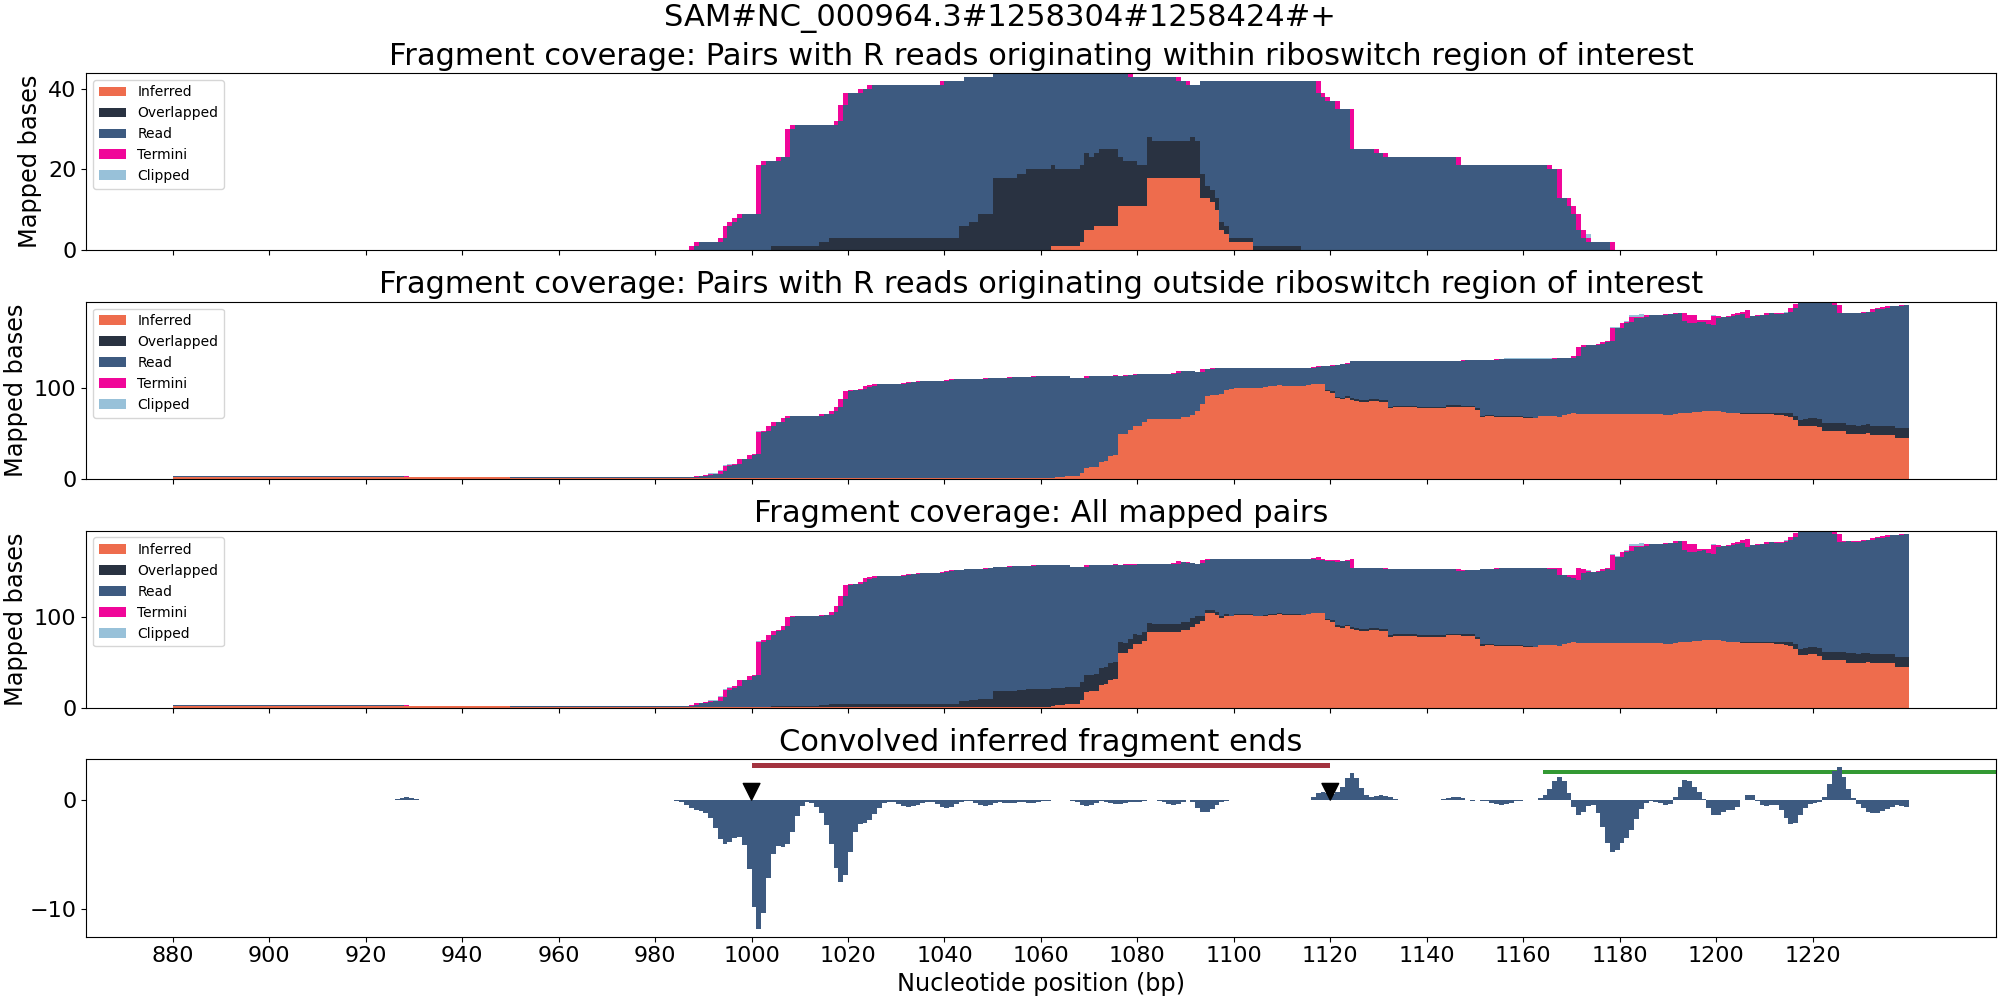 SAM#NC_000964.3#1258304#1258424#+
Fragment coverage: Pairs with R reads originating within riboswitch region of interest
Mapped bases
40
20
0
Inferred
Overlapped
Read
Termini
Clipped
Fragment coverage: Pairs with R reads originating outside riboswitch region of interest
Mapped bases
100
0
Inferred
Overlapped
Read
Termini
Clipped
Fragment coverage: All mapped pairs
Mapped bases
100
0
Inferred
Overlapped
Read
Termini
Clipped
Convolved inferred fragment ends
0
−10
880 900 920 940 960 980 1000 1020 1040 1060 1080 1100 1120 1140 1160 1180 1200 1220
Nucleotide position (bp)